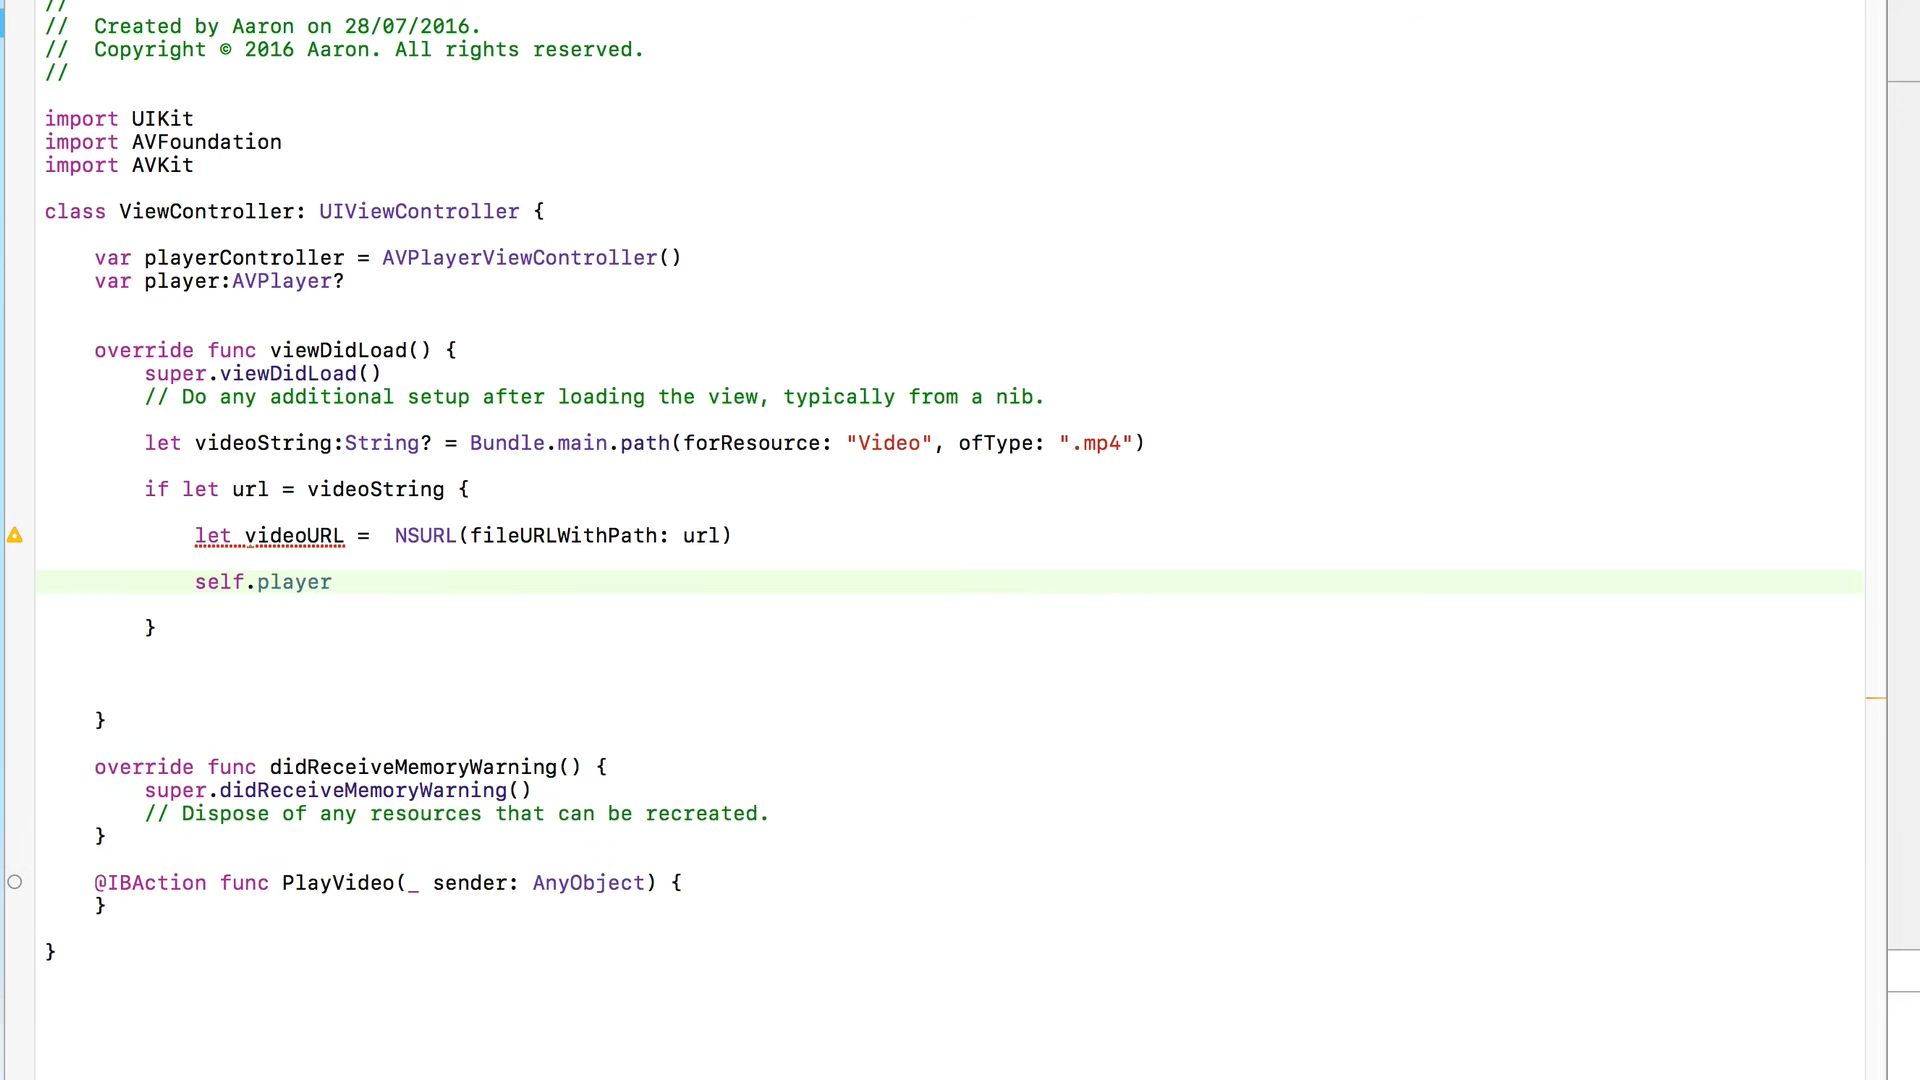 //
//  Created by Aaron on 28/07/2016.
//  Copyright © 2016 Aaron. All rights reserved.
//
import UIKit
import AVFoundation
import AVKit
class ViewController: UIViewController {
    var playerController = AVPlayerViewController()
    var player:AVPlayer?
    override func viewDidLoad() {
        super.viewDidLoad()
        // Do any additional setup after loading the view, typically from a nib.
        let videoString:String? = Bundle.main.path(forResource: "Video", ofType: ".mp4")
        if let url = videoString {
            let videoURL =  NSURL(fileURLWithPath: url)
            self.player
        }
    }
    override func didReceiveMemoryWarning() {
        super.didReceiveMemoryWarning()
        // Dispose of any resources that can be recreated.
    }
    @IBAction func PlayVideo(_ sender: AnyObject) {
    }
}